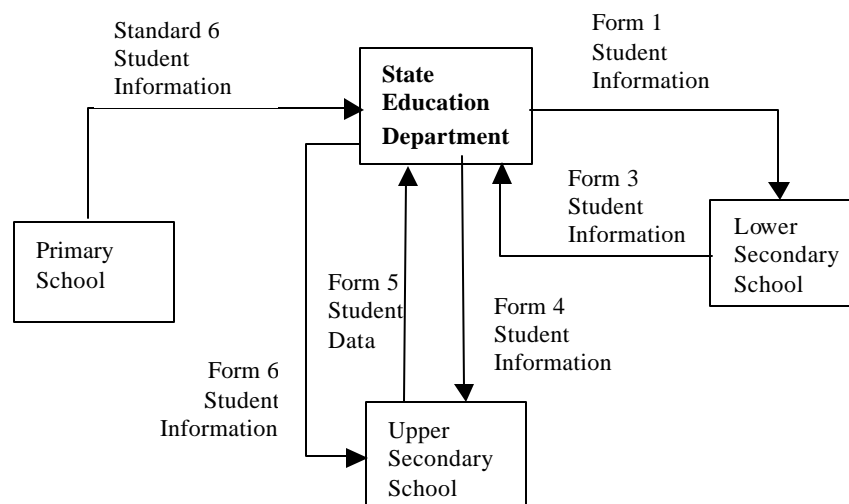 Standard 6
Student
Information
State
Education
Department
Form 1
Student
Information
Form 3
Student
Information
Primary
School
Lower
Secondary
School
Form 5
Student
Data
Form 4
Student
Information
Form 6
Student
Information
Upper
Secondary
School